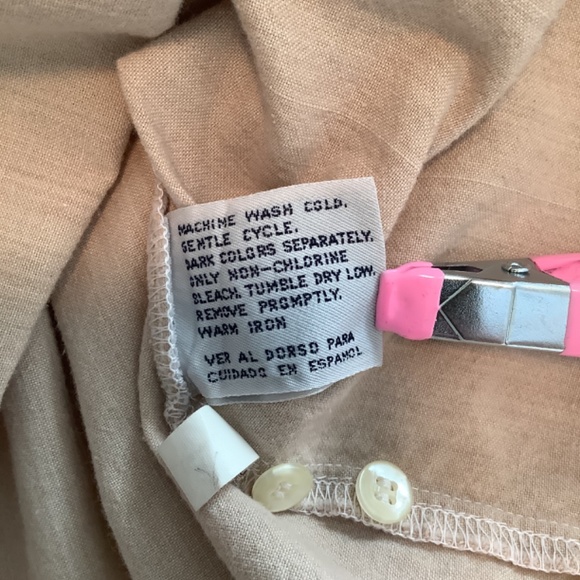 MACHINE WASH COLD,
GENTLE CYCLE.
DARK COLORS SEPARATELY.
ONLY NON-CHLORINE
BLEACH. TUMBLE DRY LOW.
REMOVE PROMPTLY.
WARM IRON
VER AL DORSO PARA
CUIDADO EN ESPANOL